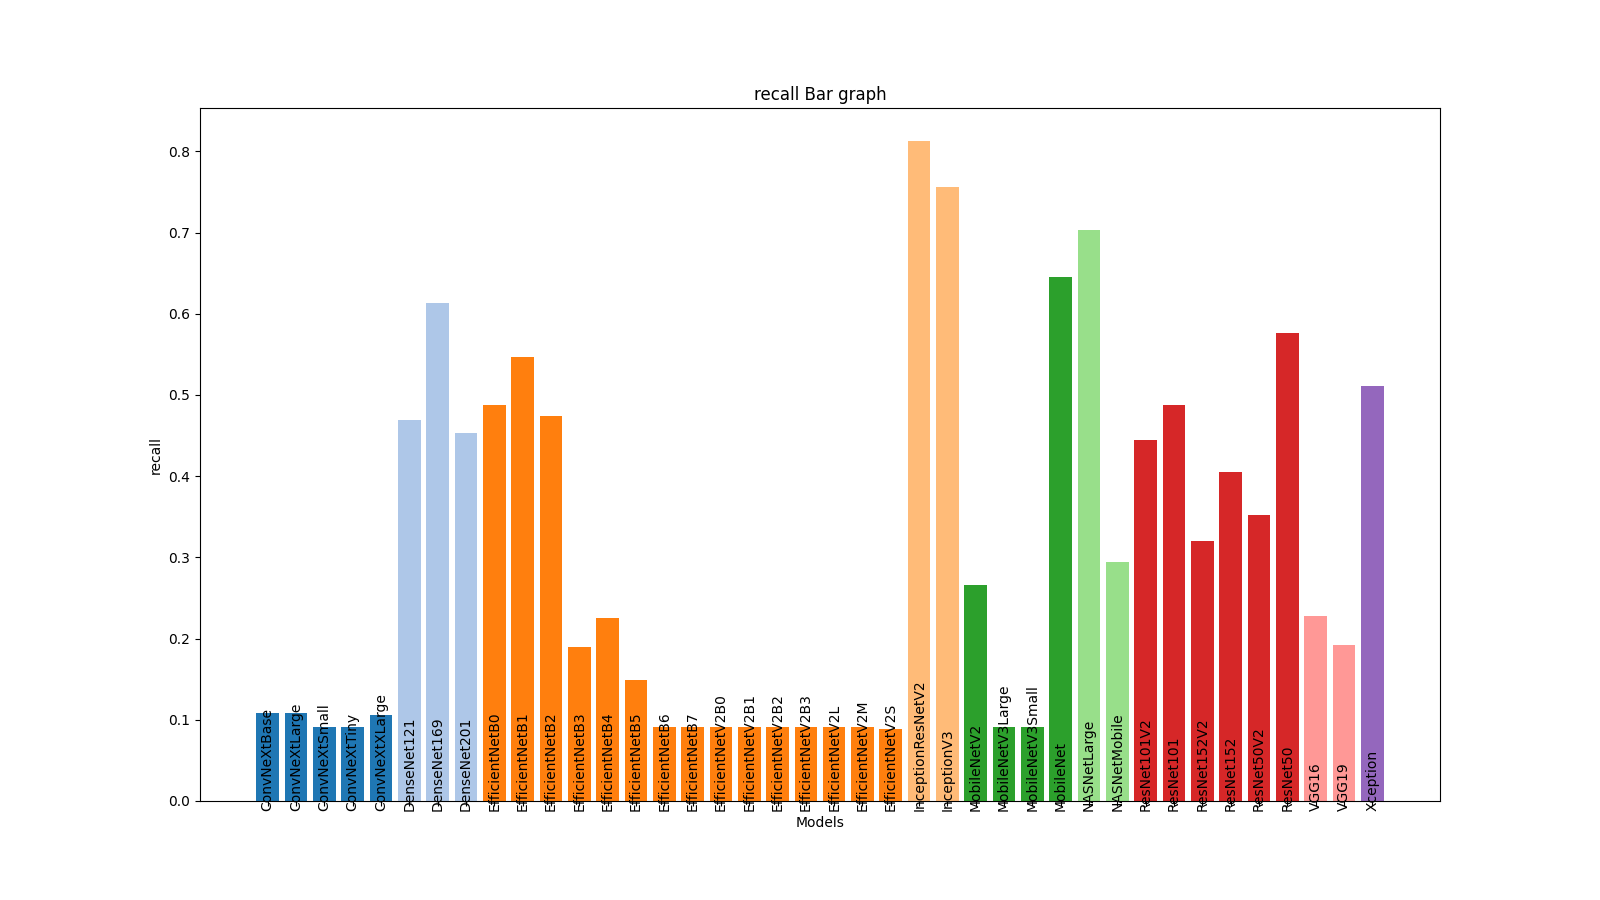 recall Bar graph
recall
0.8
0.7
0.6
0.5
0.4
0.3
0.2
0.1
0.0
ConvNeXtBase
ConvNeXtLarge
ConvNeXtSmall
ConvNeXtTiny
ConvNeXtXLarge
DenseNet121
DenseNet169
DenseNet201
EfficientNetB0
EfficientNetB1
EfficientNetB2
EfficientNetB3
EfficientNetB4
EfficientNetB5
EfficientNetB6
EfficientNetB7
EfficientNetV2B0
EfficientNetV2B1
EfficientNetV2B2
EfficientNetV2B3
EfficientNetV2L
EfficientNetV2M
EfficientNetV2S
InceptionResNetV2
InceptionV3
MobileNetV2
MobileNetV3Large
MobileNetV3Small
MobileNet
NASNetLarge
NASNetMobile
ResNet101V2
ResNet101
ResNet152V2
ResNet152
ResNet50V2
ResNet50
VGG16
VGG19
Xception
Models